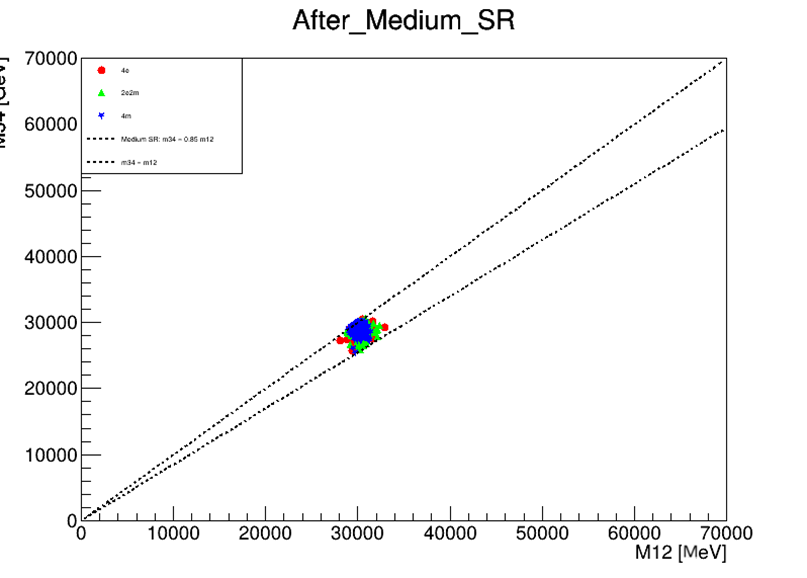 After_Medium_SR
M34 [GeV]
70000
60000
50000
40000
30000
20000
10000
0
4e
2e2m
4m
Medium SR: m34 = 0.85 m12
m34 = m12
0 10000 20000 30000 40000 50000 60000 70000
M12 [MeV]